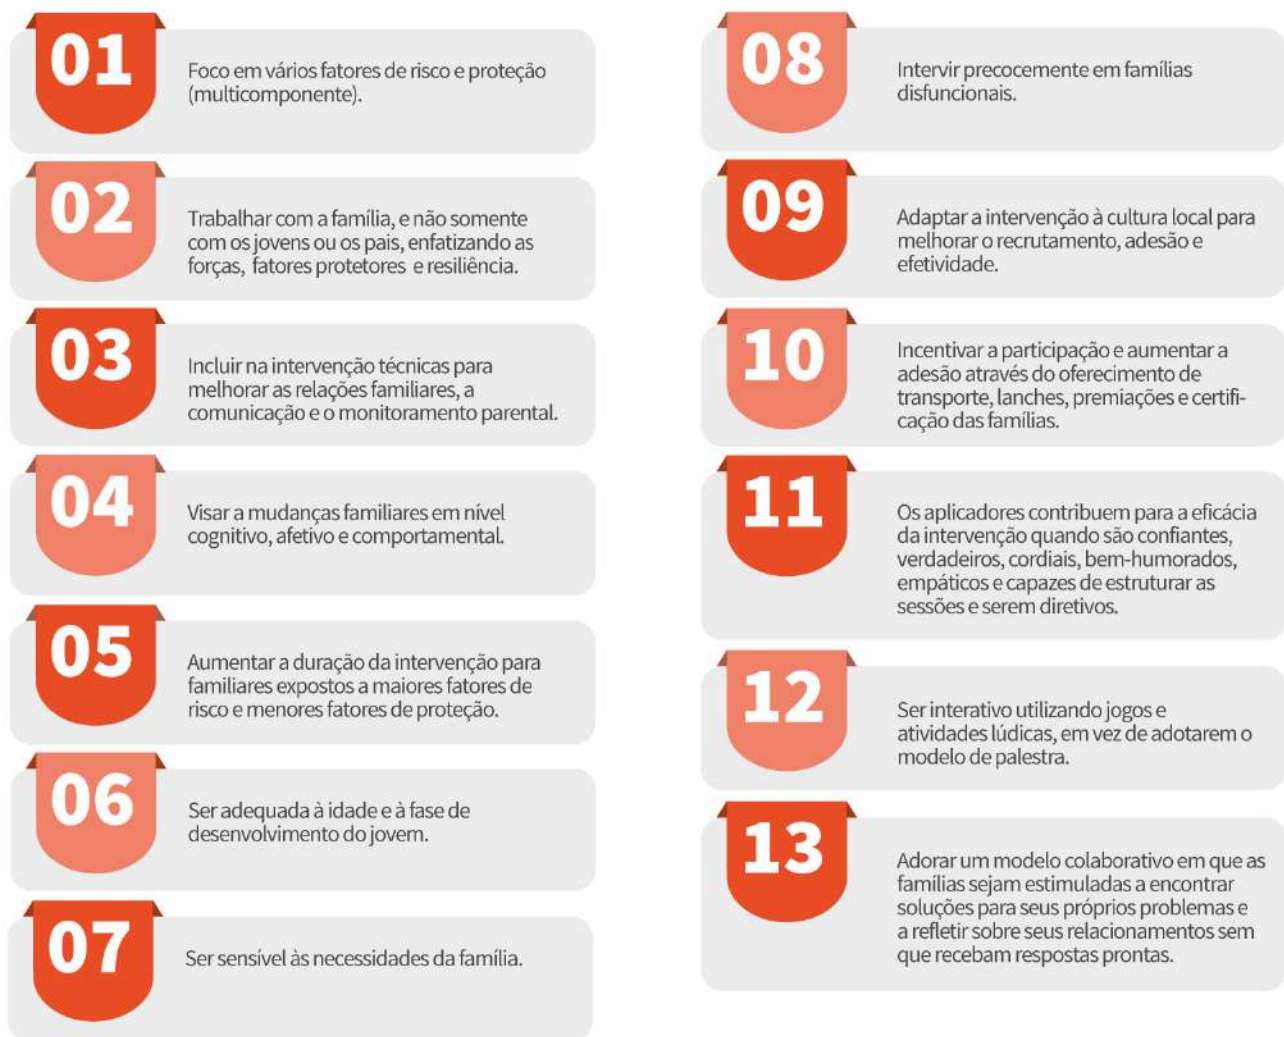 01
Foco em vários fatores de risco e proteção
(multicomponente).
02
Trabalhar com a família, e não somente
com os jovens ou os pais, enfatizando as
forças, fatores protetores e resiliência.
03
Incluir na intervenção técnicas para
melhorar as relações familiares, a
comunicação e o monitoramento parental.
04
Visar a mudanças familiares em nível
cognitivo, afetivo e comportamental.
05
Aumentar a duração da intervenção para
familiares expostos a maiores fatores de
risco e menores fatores de proteção.
06
Ser adequada à idade e à fase de
desenvolvimento do jovem.
07
Ser sensível às necessidades da família.
08
Intervir precocemente em famílias
disfuncionais.
09
Adaptar a intervenção à cultura local para
melhorar o recrutamento, adesão e
efetividade.
10
Incentivar a participação e aumentar a
adesão através do oferecimento de
transporte, lanches, premiações e certifi-
cação das famílias.
11
Os aplicadores contribuem para a eficácia
da intervenção quando são confiantes,
verdadeiros, cordiais, bem-humorados,
empáticos e capazes de estruturar as
sessões e serem diretivos.
12
Ser interativo utilizando jogos e
atividades lúdicas, em vez de adotarem o
modelo de palestra.
13
Adorar um modelo colaborativo em que as
famílias sejam estimuladas a encontrar
soluções para seus próprios problemas e
a refletir sobre seus relacionamentos sem
que recebam respostas prontas.